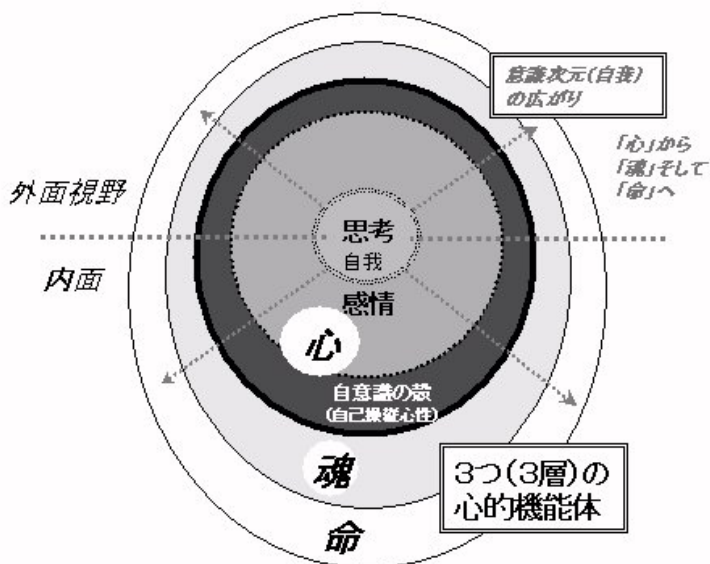 意識次元(自我)
の広がり
「心」から
「魂」そして
「命」へ
外面視野
内面
思考
自我
感情
心
自意識の殻
(自己操縦心性)
魂
命
3つ(3層)の
心的機能体